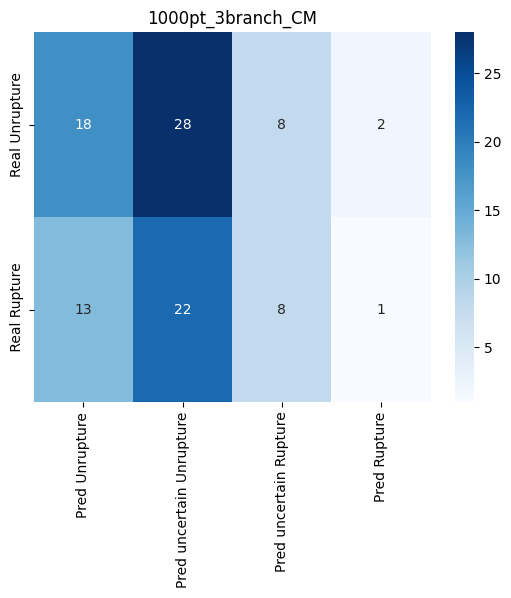 1000pt_3branch_CM
Real Unrupture
18
28
8
2
Real Rupture
13
22
8
1
Pred Unrupture
Pred uncertain Unrupture
Pred uncertain Rupture
Pred Rupture
25
20
15
10
5